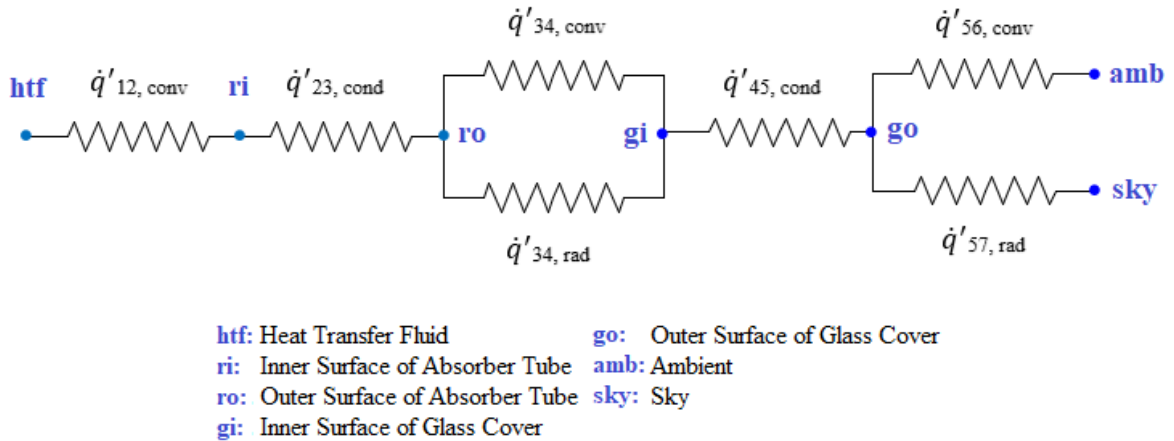 q̇′34, conv
q̇′56, conv
htf
q̇′12, conv
ri
q̇′23, cond
q̇′45, cond
amb
ro
gi
go
sky
q̇′34, rad
q̇′57, rad
htf: Heat Transfer Fluid
go: Outer Surface of Glass Cover
ri: Inner Surface of Absorber Tube
amb: Ambient
ro: Outer Surface of Absorber Tube
sky: Sky
gi: Inner Surface of Glass Cover